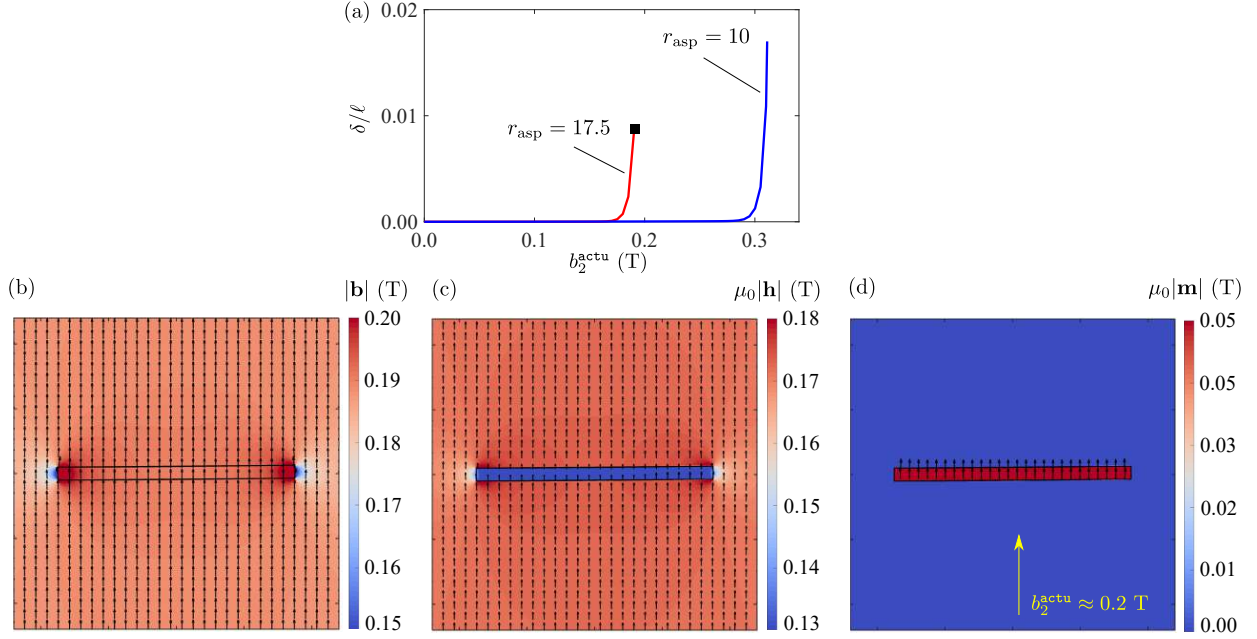 (a)
0.02
0.01
0.00
δ/ℓ
r_asp = 10
r_asp = 17.5
0.0 0.1 0.2 0.3
b_2^actu (T)
(b) |b| (T)
0.20
0.19
0.18
0.17
0.16
0.15
(c) μ_0|h| (T)
0.18
0.17
0.16
0.15
0.14
0.13
(d) μ_0|m| (T)
0.05
0.05
0.03
0.02
0.01
0.00
b_2^actu ≈ 0.2 T